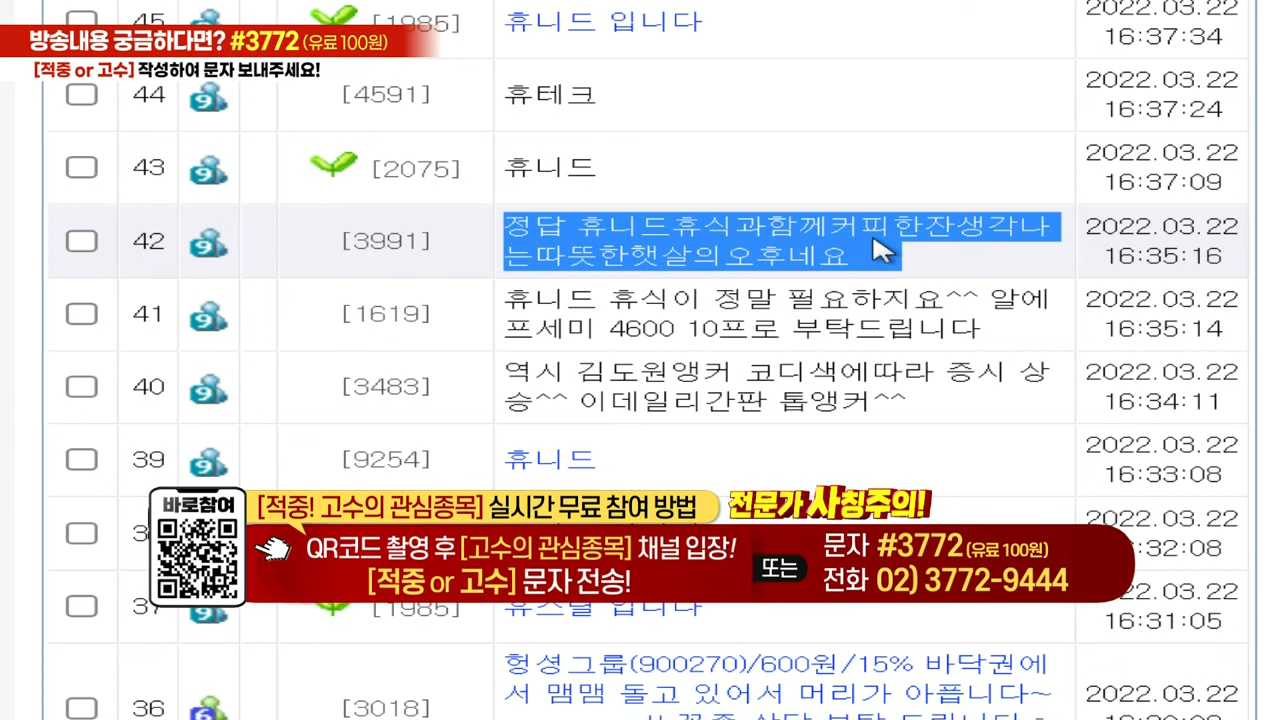 45 [1985] 휴니드 입니다 2022.03.22
16:37:34
방송내용 궁금하다면? #3772 (유료 100원)
[적중 or 고수] 작성하여 문자 보내주세요!
44 [4591] 휴테크 2022.03.22
16:37:24
43 [2075] 휴니드 2022.03.22
16:37:09
42 [3991] 정답 휴니드휴식과함께커피한잔생각나 2022.03.22
는따뜻한햇살의오후네요 16:35:16
41 [1619] 휴니드 휴식이 정말 필요하지요^^ 알에 2022.03.22
프세미 4600 10프로 부탁드립니다 16:35:14
40 [3483] 역시 김도원앵커 코디색에따라 증시 상 2022.03.22
승^^ 이데일리간판 톱앵커^^ 16:34:11
39 [9254] 휴니드 2022.03.22
16:33:08
바로참여 [적중! 고수의 관심종목] 실시간 무료 참여 방법 전문가 사칭주의!
QR코드 촬영 후 [고수의 관심종목] 채널 입장!
[적중 or 고수] 문자 전송!
또는
문자 #3772 (유료 100원)
전화 02) 3772-9444
37 [1985] 입니다
16:31:05
36 [3018] 헝셩그룹(900270)/600원/15% 바닥권에 2022.03.22
서 맴맴 돌고 있어서 머리가 아픕니다~